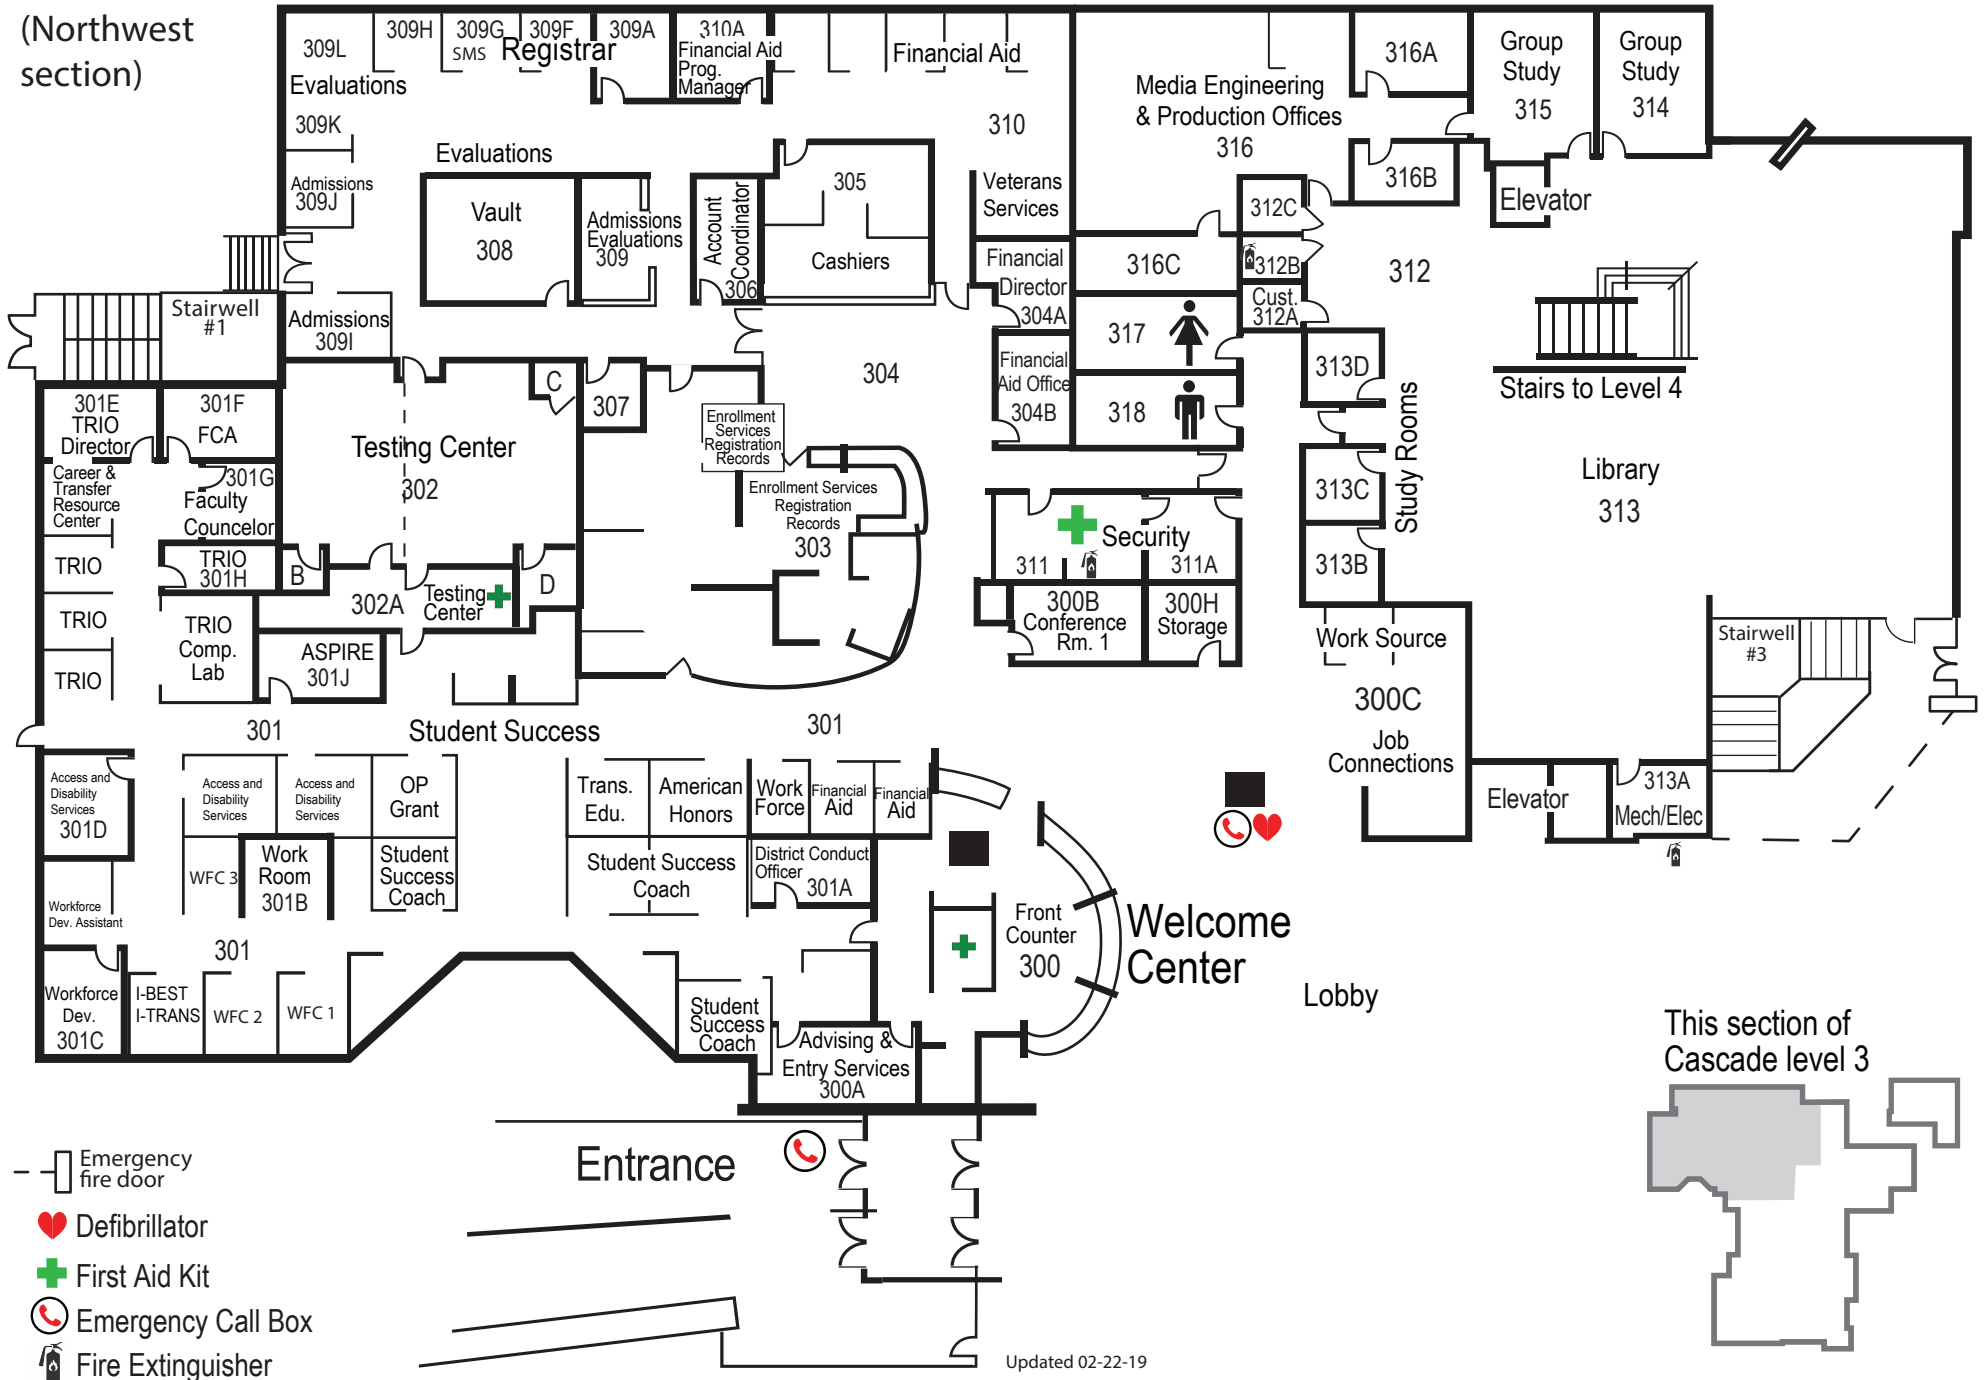 (Northwest
section)
309L
Evaluations
309K
Admissions
309J
309H
309G
SMS
309F
Registrar
309A
310A
Financial Aid
Prog.
Manager
Financial Aid
310
Evaluations
Vault
308
Admissions
Evaluations
309
Account
Coordinator
306
305
Cashiers
Veterans
Services
Financial
Director
304A
Financial
Aid Office
304B
Media Engineering
& Production Offices
316
316A
Group
Study
315
Group
Study
314
316B
Elevator
312C
312B
316C
Cust.
312A
312
317
318
313D
Study Rooms
313C
313B
Stairs to Level 4
Library
313
Stairwell
#1
Admissions
309I
301E
TRIO
Director
301F
FCA
Career &
Transfer
Resource
Center
301G
Faculty
Councelor
TRIO
301H
TRIO
TRIO
TRIO
TRIO
Comp.
Lab
Testing Center
302
C
B
D
302A
Testing
Center
ASPIRE
301J
307
304
Enrollment
Services
Registration
Records
Enrollment Services
Registration
Records
303
Security
311
311A
300B
Conference
Rm. 1
300H
Storage
Work Source
300C
Job
Connections
Stairwell
#3
Elevator
313A
Mech/Elec
301
Student Success
301
Access and
Disability
Services
301D
Access and
Disability
Services
Access and
Disability
Services
OP
Grant
Trans.
Edu.
American
Honors
Work
Force
Financial
Aid
Financial
Aid
WFC 3
Work
Room
301B
Student
Success
Coach
Student Success
Coach
District Conduct
Officer
301A
Workforce
Dev. Assistant
301
Workforce
Dev.
301C
I-BEST
I-TRANS
WFC 2
WFC 1
Student
Success
Coach
Advising &
Entry Services
300A
Front
Counter
300
Welcome
Center
Lobby
This section of
Cascade level 3
Entrance
Emergency
fire door
Defibrillator
First Aid Kit
Emergency Call Box
Fire Extinguisher
Updated 02-22-19